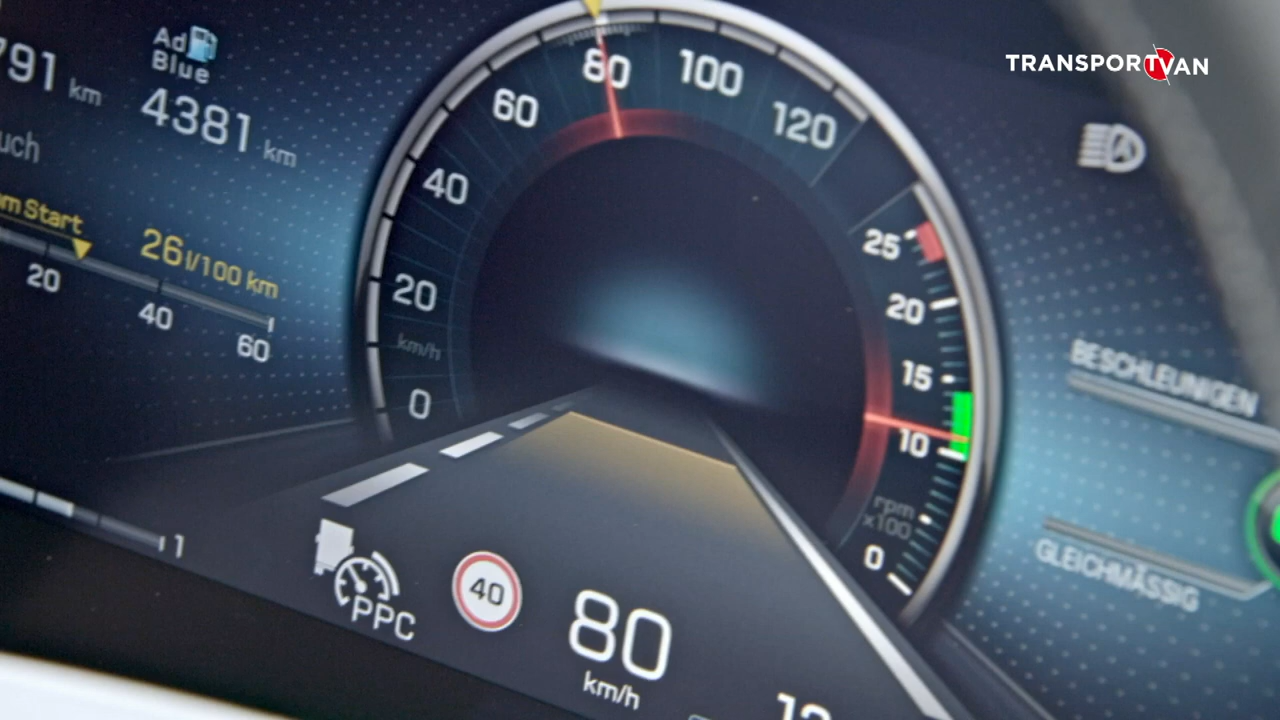 TRANSPORTVAN
Ad
Blue
791 km
4381 km
uch
m Start
26 l/100 km
20
40
60
1
0
20
40
60
80
100
120
km/h
25
20
15
10
0
rpm
x100
BESCHLEUNIGEN
GLEICHMÄSSIG
PPC
40
80
km/h